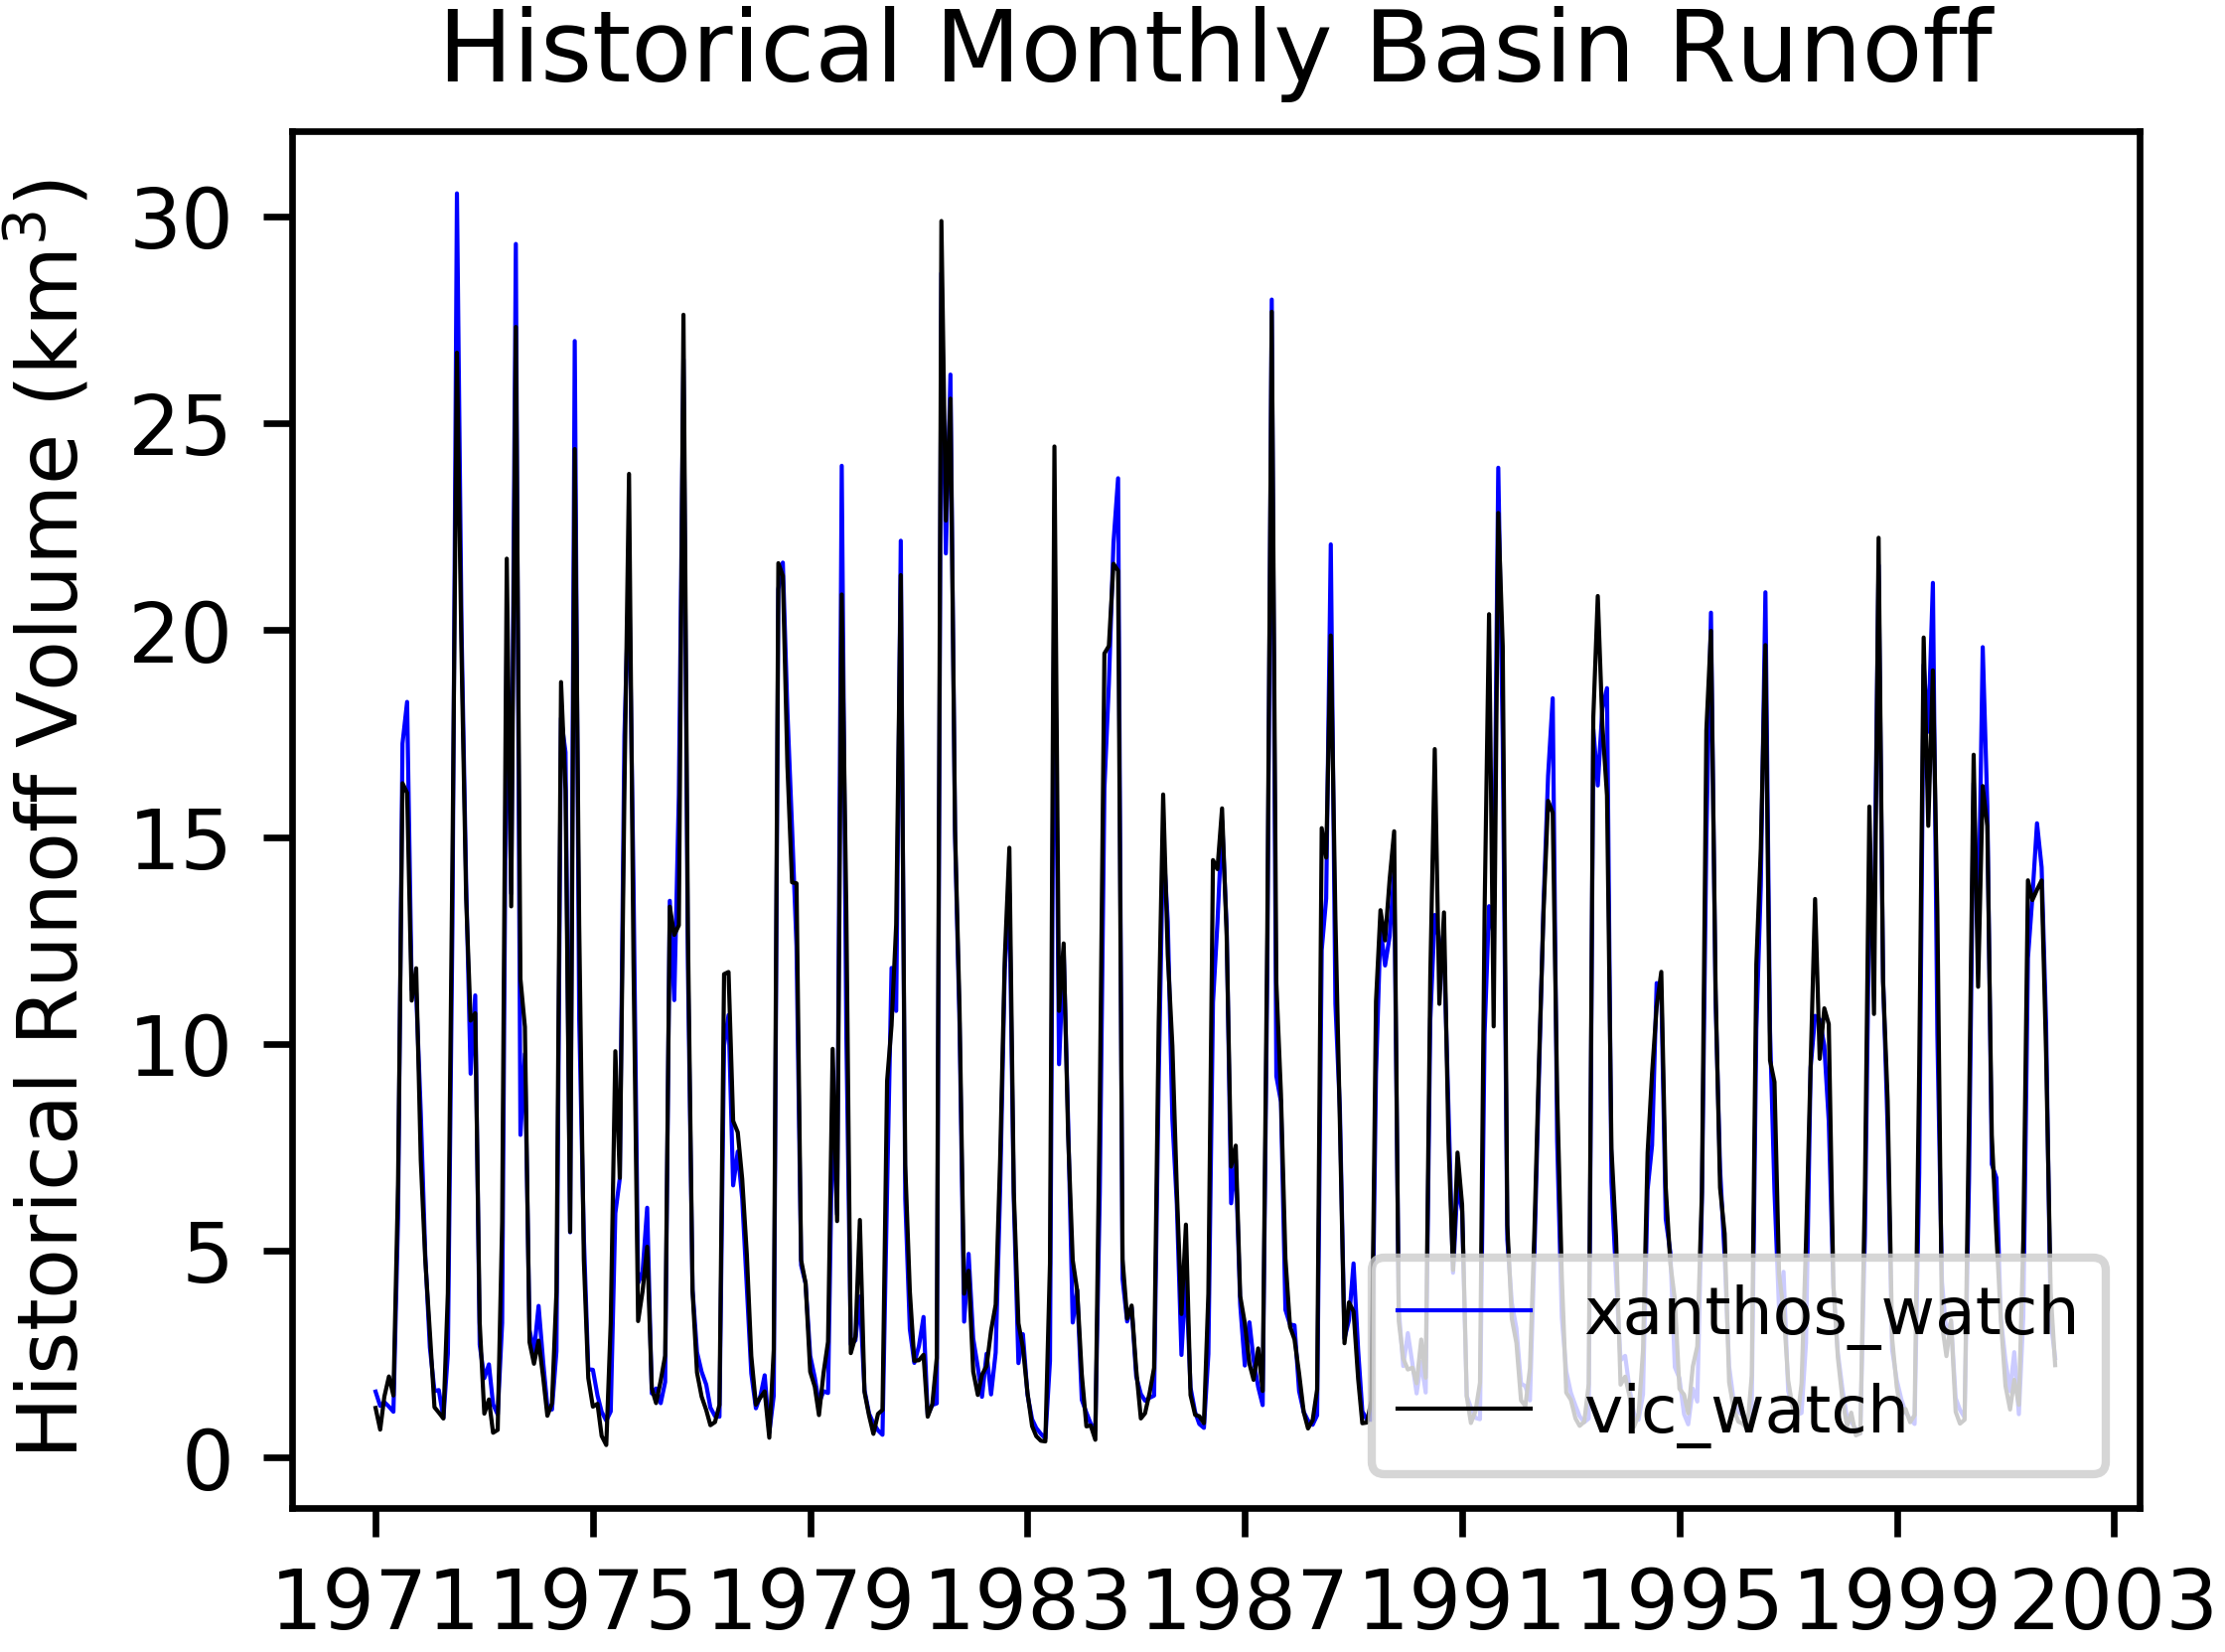 Historical Monthly Basin Runoff
Historical Runoff Volume (km³)
30
25
20
15
10
5
0
xanthos_watch
vic_watch
1971 1975 1979 1983 1987 1991 1995 1999 2003